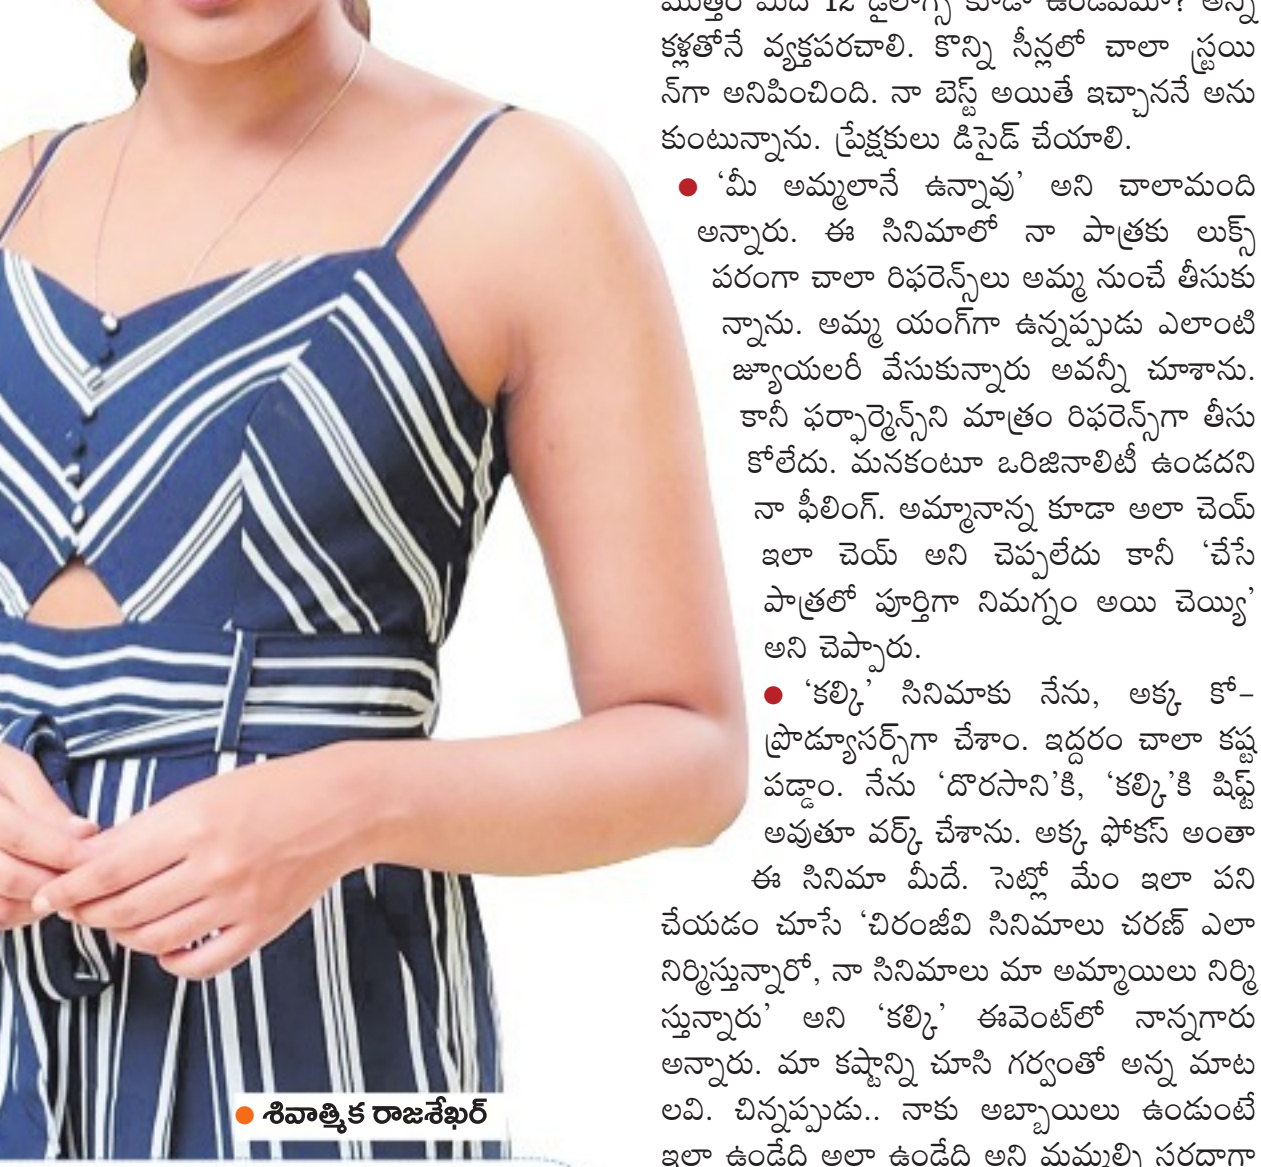 మొత్తం మీద 12 డైలాగ్స్ కూడా ఉండవేమో? అన్నీ
కళ్లతోనే వ్యక్తపరచాలి. కొన్ని సీన్లలో చాలా స్ట్రయి
న్‌గా అనిపించింది. నా బెస్ట్ అయితే ఇచ్చాననే అను
కుంటున్నాను. ప్రేక్షకులు డిసైడ్ చేయాలి.
● ‘మీ అమ్మలానే ఉన్నావు’ అని చాలామంది
అన్నారు. ఈ సినిమాలో నా పాత్రకు లుక్స్
పరంగా చాలా రిఫరెన్స్‌లు అమ్మ నుంచే తీసుకు
న్నాను. అమ్మ యంగ్‌గా ఉన్నప్పుడు ఎలాంటి
జ్యూయలరీ వేసుకున్నారు అవన్నీ చూశాను.
కానీ ఫర్ఫార్మెన్స్‌ని మాత్రం రిఫరెన్స్‌గా తీసు
కోలేదు. మనకంటూ ఒరిజినాలిటీ ఉండదని
నా ఫీలింగ్. అమ్మానాన్న కూడా అలా చెయ్
ఇలా చెయ్ అని చెప్పలేదు కానీ ‘చేసే
పాత్రలో పూర్తిగా నిమగ్నం అయి చెయ్యి’
అని చెప్పారు.
● ‘కల్కి’ సినిమాకు నేను, అక్క కో–
ప్రొడ్యూసర్స్‌గా చేశాం. ఇద్దరం చాలా కష్ట
పడ్డాం. నేను ‘దొరసాని’కి, ‘కల్కి’కి షిఫ్ట్
అవుతూ వర్క్ చేశాను. అక్క ఫోకస్ అంతా
ఈ సినిమా మీదే. సెట్లో మేం ఇలా పని
చేయడం చూసే ‘చిరంజీవి సినిమాలు చరణ్ ఎలా
నిర్మిస్తున్నారో, నా సినిమాలు మా అమ్మాయిలు నిర్మి
స్తున్నారు’ అని ‘కల్కి’ ఈవెంట్‌లో నాన్నగారు
అన్నారు. మా కష్టాన్ని చూసి గర్వంతో అన్న మాట
లవి. చిన్నప్పుడు.. నాకు అబ్బాయిలు ఉండుంటే
ఇలా ఉండేది అలా ఉండేది అని మమ్మల్ని సరదాగా
● శివాత్మిక రాజశేఖర్